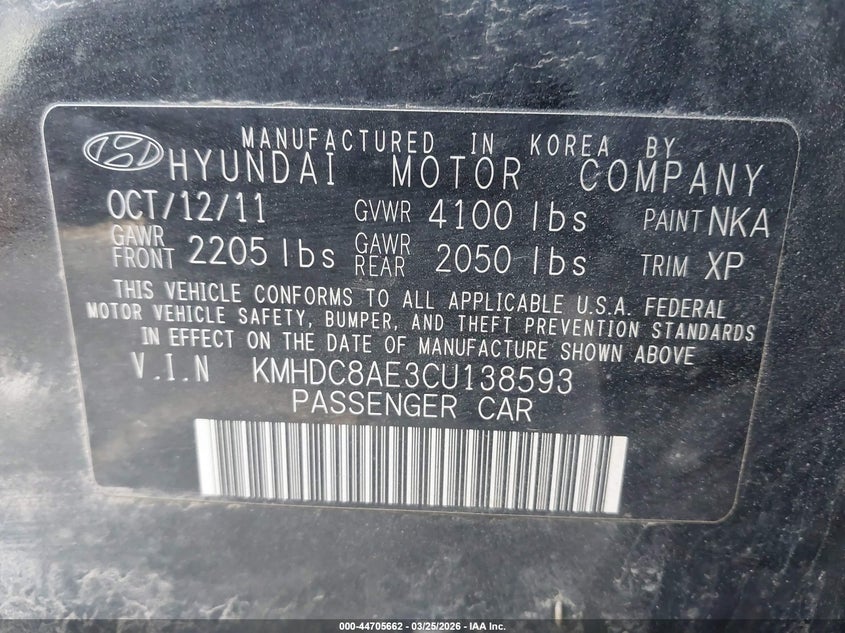 MANUFACTURED IN KOREA BY
HYUNDAI MOTOR COMPANY
OCT/12/11 GVWR 4100 lbs PAINT NKA
GAWR FRONT 2205 lbs GAWR REAR 2050 lbs TRIM XP
THIS VEHICLE CONFORMS TO ALL APPLICABLE U.S.A. FEDERAL
MOTOR VEHICLE SAFETY, BUMPER, AND THEFT PREVENTION STANDARDS
IN EFFECT ON THE DATE OF MANUFACTURE SHOWN ABOVE
V.I.N KMHDC8AE3CU138593
PASSENGER CAR
000-44705662 - 03/25/2026 - IAA Inc.